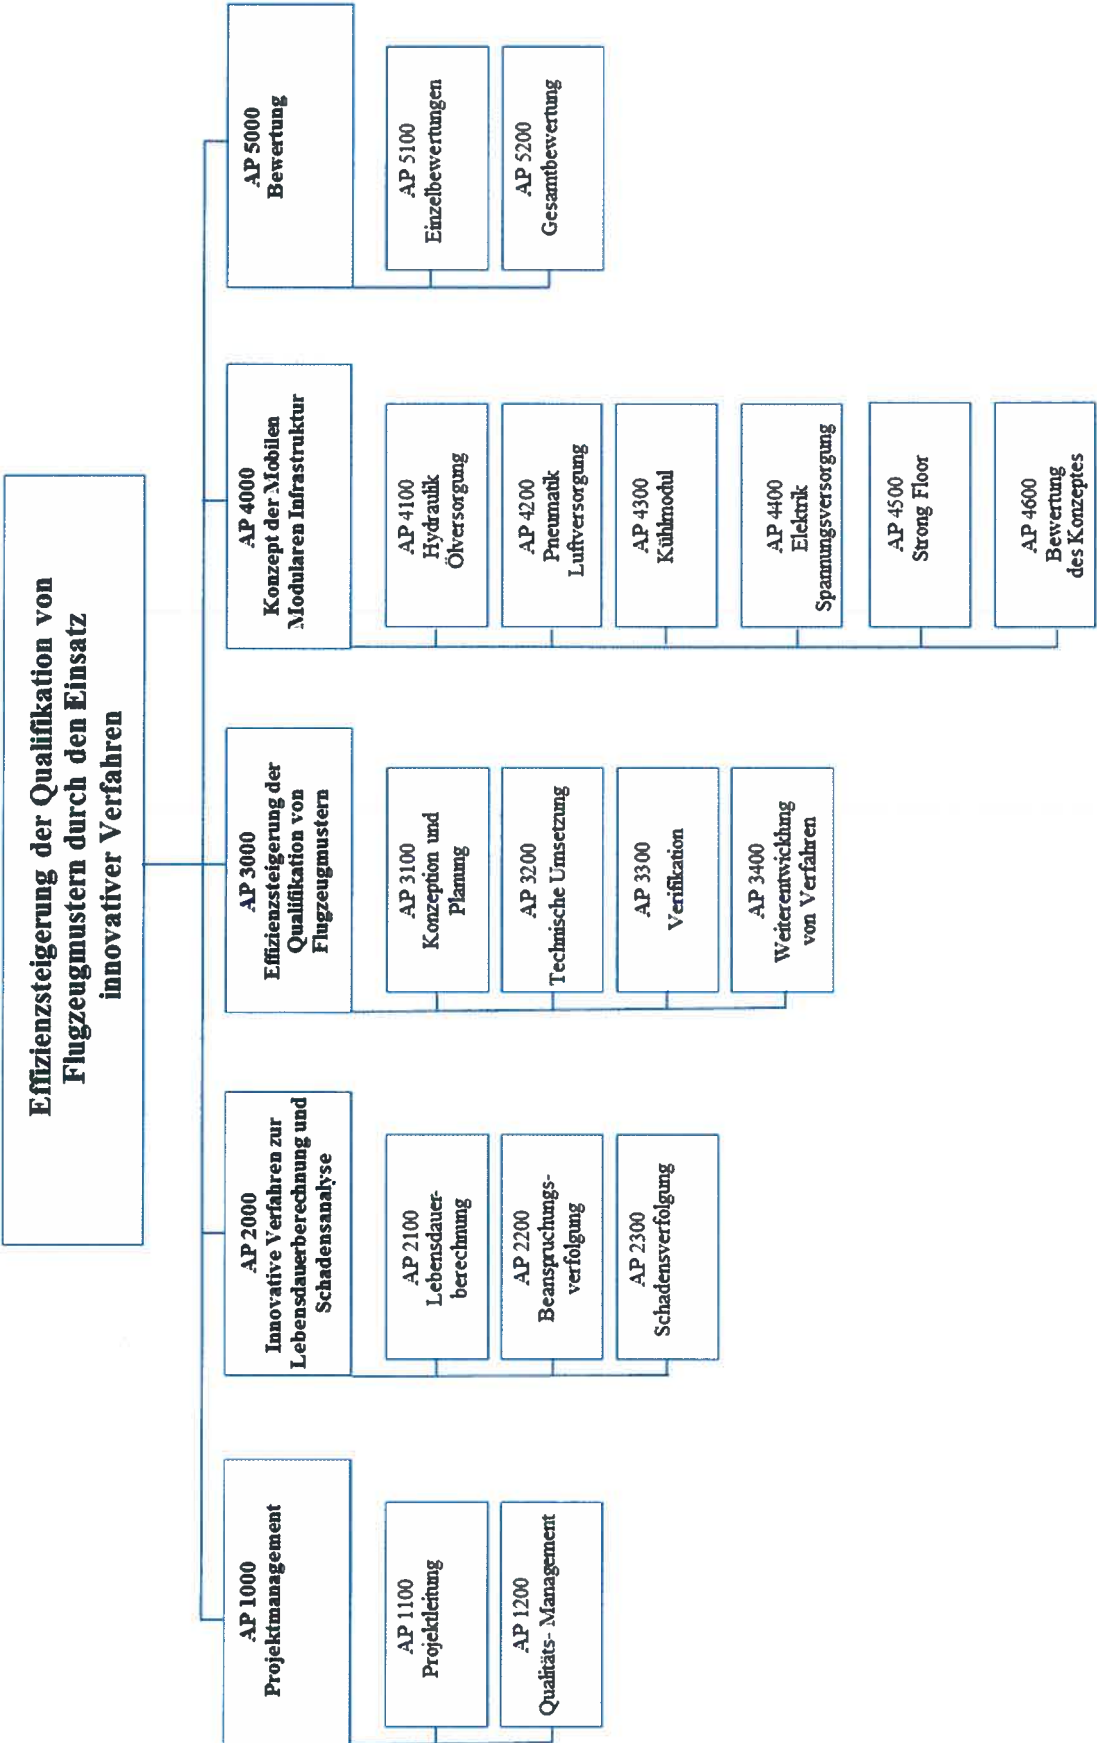 Effizienzsteigerung der Qualifikation von
Flugzeugmustern durch den Einsatz
innovativer Verfahren
AP 1000
Projektmanagement
AP 1100
Projektleitung
AP 1200
Qualitäts- Management
AP 2000
Innovative Verfahren zur
Lebensdauerberechnung und
Schadensanalyse
AP 2100
Lebensdauer-
berechnung
AP 2200
Beanspruchungs-
verfolgung
AP 2300
Schadensverfolgung
AP 3000
Effizienzsteigerung der
Qualifikation von
Flugzeugmustern
AP 3100
Konzeption und
Planung
AP 3200
Technische Umsetzung
AP 3300
Verifikation
AP 3400
Weiterentwicklung
von Verfahren
AP 4000
Konzept der Mobilen
Modularen Infrastruktur
AP 4100
Hydraulik
Ölversorgung
AP 4200
Pneumatik
Luftversorgung
AP 4300
Kühlmodul
AP 4400
Elektrik
Spannungsversorgung
AP 4500
Strong Floor
AP 4600
Bewertung
des Konzeptes
AP 5000
Bewertung
AP 5100
Einzelbewertungen
AP 5200
Gesamtbewertung